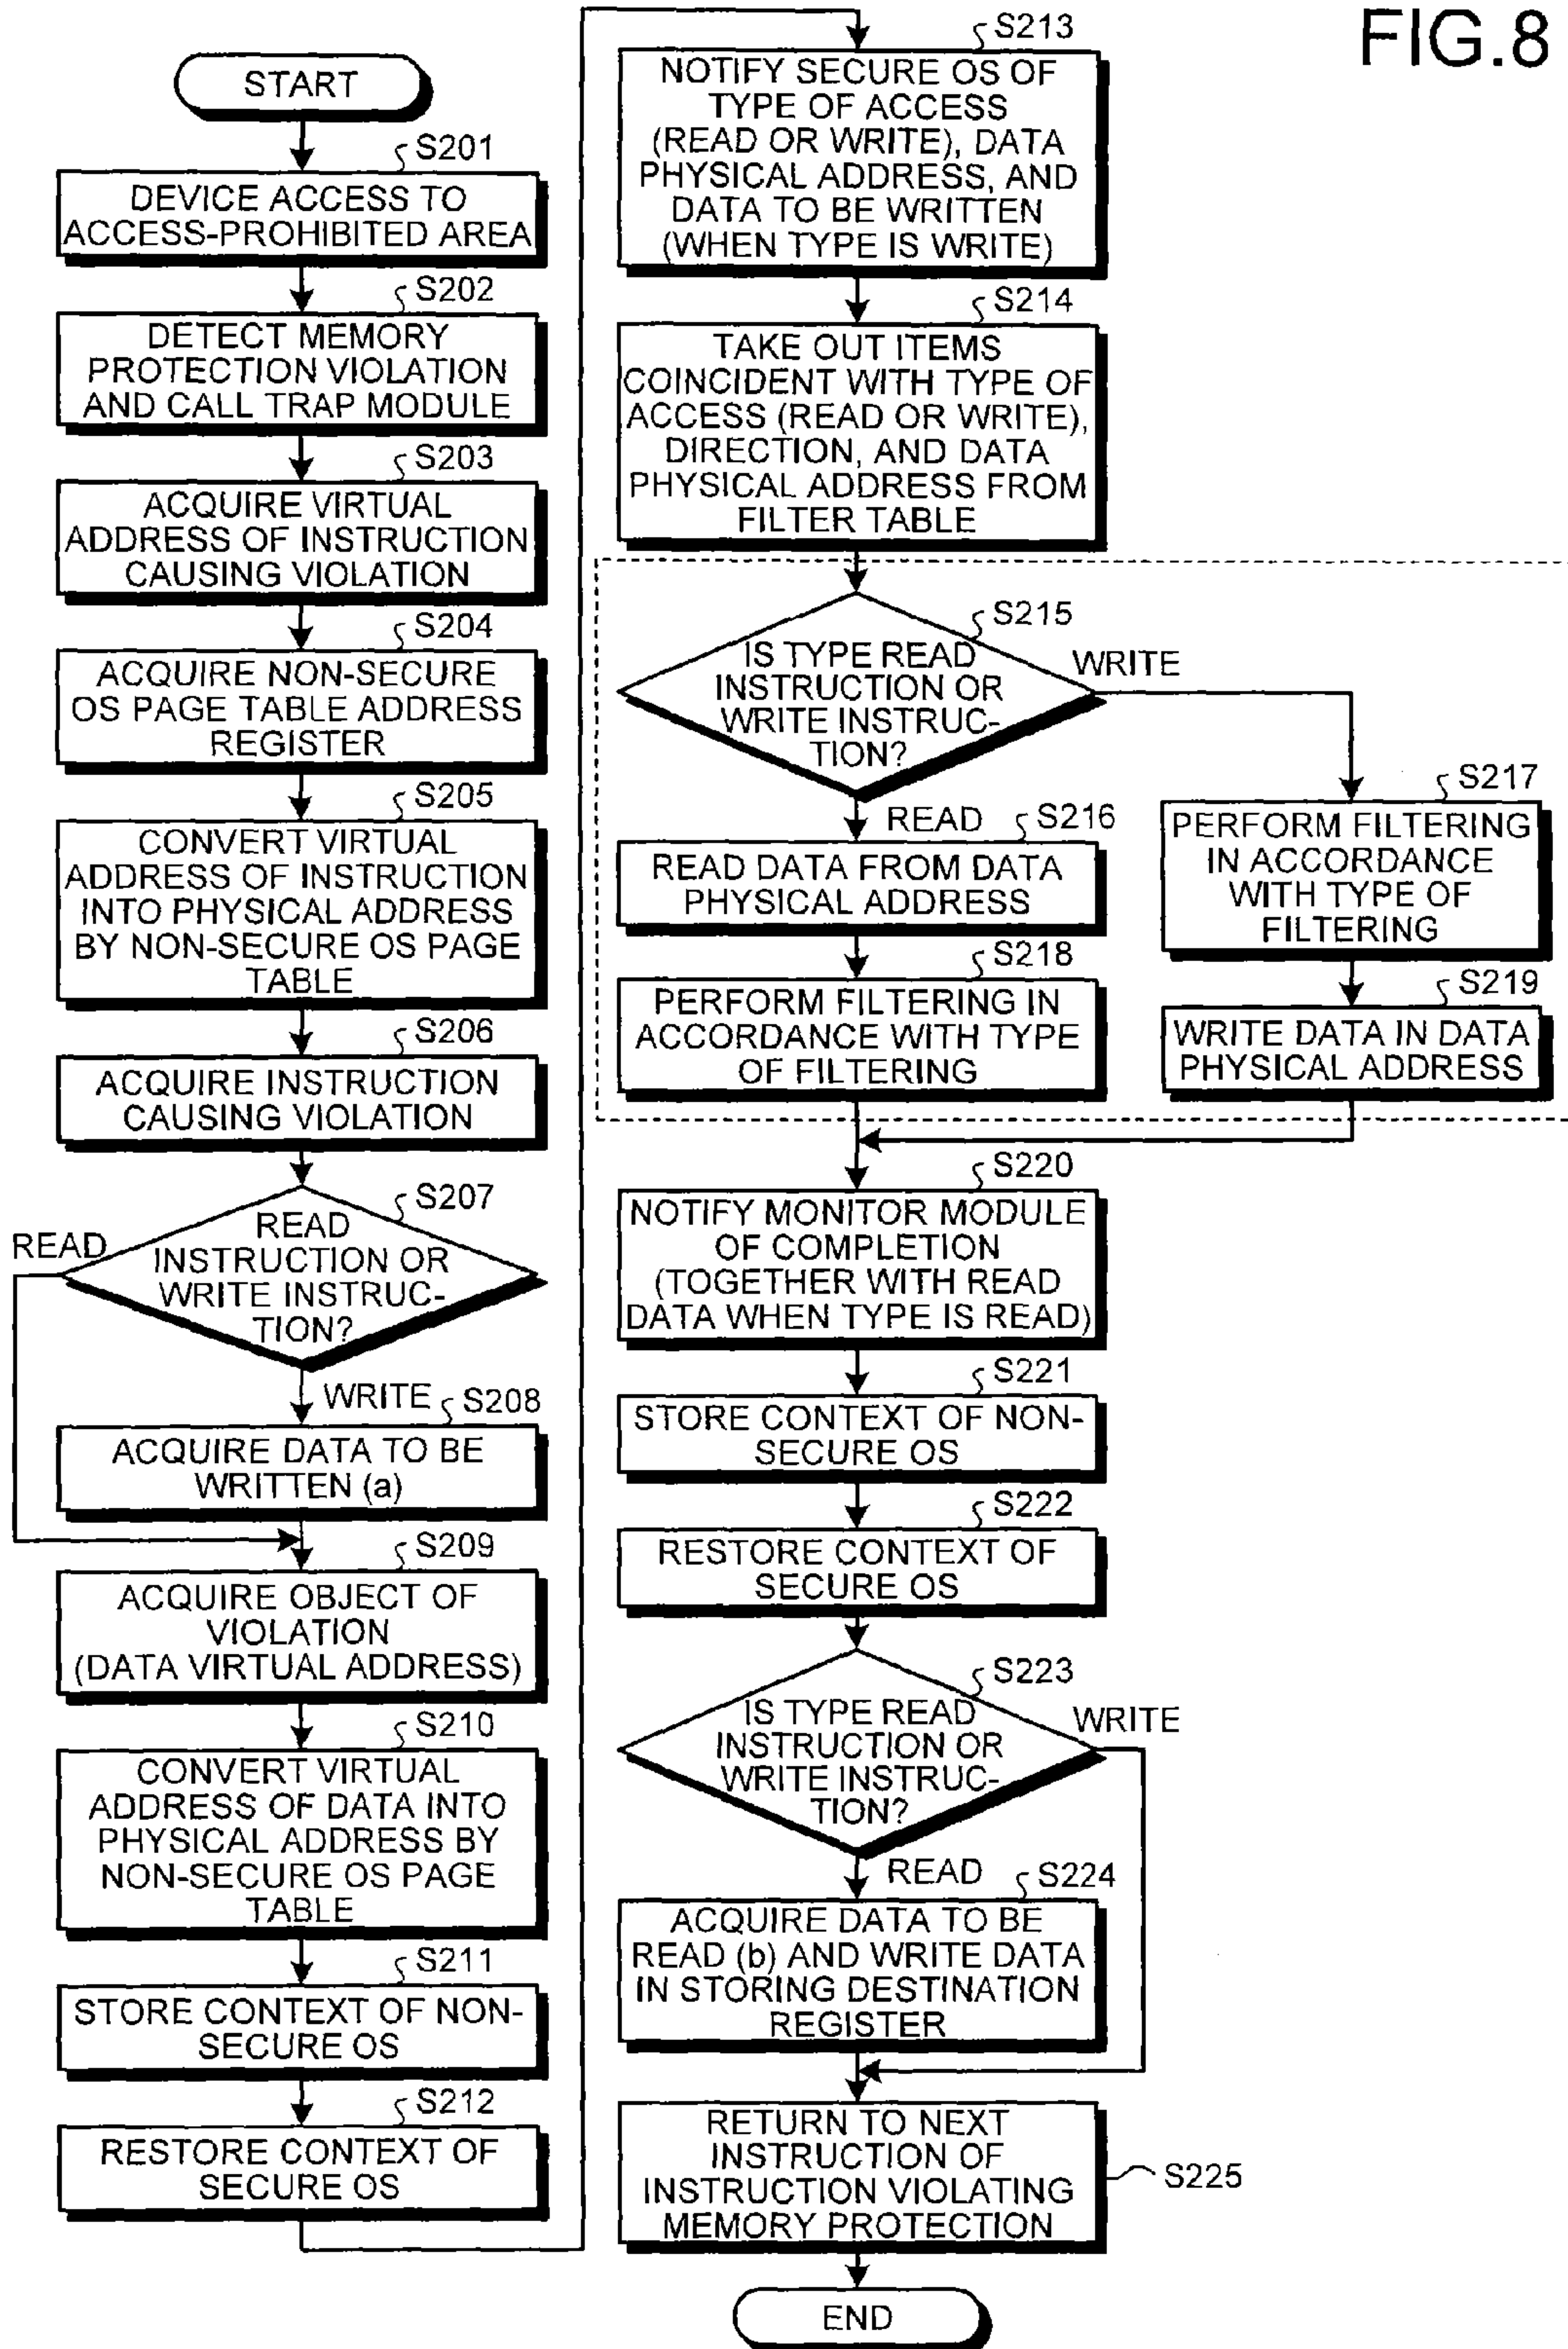 FIG.8
START
S201
DEVICE ACCESS TO
ACCESS-PROHIBITED AREA
S202
DETECT MEMORY
PROTECTION VIOLATION
AND CALL TRAP MODULE
S203
ACQUIRE VIRTUAL
ADDRESS OF INSTRUCTION
CAUSING VIOLATION
S204
ACQUIRE NON-SECURE
OS PAGE TABLE ADDRESS
REGISTER
S205
CONVERT VIRTUAL
ADDRESS OF INSTRUCTION
INTO PHYSICAL ADDRESS
BY NON-SECURE OS PAGE
TABLE
S206
ACQUIRE INSTRUCTION
CAUSING VIOLATION
S207
READ
INSTRUCTION OR
WRITE INSTRUC-
TION?
READ
WRITE
S208
ACQUIRE DATA TO BE
WRITTEN (a)
S209
ACQUIRE OBJECT OF
VIOLATION
(DATA VIRTUAL ADDRESS)
S210
CONVERT VIRTUAL
ADDRESS OF DATA INTO
PHYSICAL ADDRESS BY
NON-SECURE OS PAGE
TABLE
S211
STORE CONTEXT OF NON-
SECURE OS
S212
RESTORE CONTEXT OF
SECURE OS
S213
NOTIFY SECURE OS OF
TYPE OF ACCESS
(READ OR WRITE), DATA
PHYSICAL ADDRESS, AND
DATA TO BE WRITTEN
(WHEN TYPE IS WRITE)
S214
TAKE OUT ITEMS
COINCIDENT WITH TYPE OF
ACCESS (READ OR WRITE),
DIRECTION, AND DATA
PHYSICAL ADDRESS FROM
FILTER TABLE
S215
IS TYPE READ
INSTRUCTION OR
WRITE INSTRUC-
TION?
WRITE
READ
S216
READ DATA FROM DATA
PHYSICAL ADDRESS
S217
PERFORM FILTERING
IN ACCORDANCE
WITH TYPE OF
FILTERING
S218
PERFORM FILTERING IN
ACCORDANCE WITH TYPE
OF FILTERING
S219
WRITE DATA IN DATA
PHYSICAL ADDRESS
S220
NOTIFY MONITOR MODULE
OF COMPLETION
(TOGETHER WITH READ
DATA WHEN TYPE IS READ)
S221
STORE CONTEXT OF NON-
SECURE OS
S222
RESTORE CONTEXT OF
SECURE OS
S223
IS TYPE READ
INSTRUCTION OR
WRITE INSTRUC-
TION?
WRITE
READ
S224
ACQUIRE DATA TO BE
READ (b) AND WRITE DATA
IN STORING DESTINATION
REGISTER
RETURN TO NEXT
INSTRUCTION OF
INSTRUCTION VIOLATING
MEMORY PROTECTION
S225
END